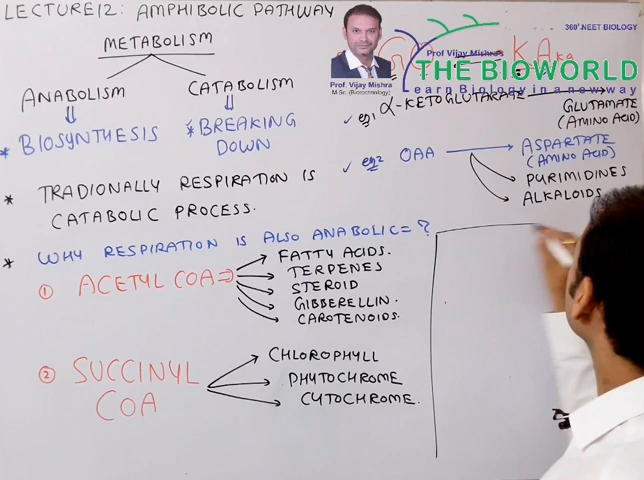 LECTURE12: AMPHIBOLIC PATHWAY
METABOLISM
ANABOLISM
CATABOLISM
* BIOSYNTHESIS
* BREAKING DOWN
* TRADIONALLY RESPIRATION IS
CATABOLIC PROCESS.
* WHY RESPIRATION IS ALSO ANABOLIC = ?
① ACETYL COA ⇒
FATTY ACIDS.
TERPENES
STEROID
GIBBERELLIN.
CAROTENOIDS.
② SUCCINYL
COA
CHLOROPHYLL
PHYTOCHROME
CYTOCHROME.
360° NEET BIOLOGY
Prof Vijay Mishra's
KAka
THE BIOWORLD
Learn Biology in a new way
Prof. Vijay Mishra
M-Sc. (Biotechnology)
✓ eg1 α-KETOGLUTARATE
GLUTAMATE
(AMINO ACID)
✓ eg2 OAA
ASPARTATE
(AMINO ACID)
PURIMIDINES
ALKALOIDS